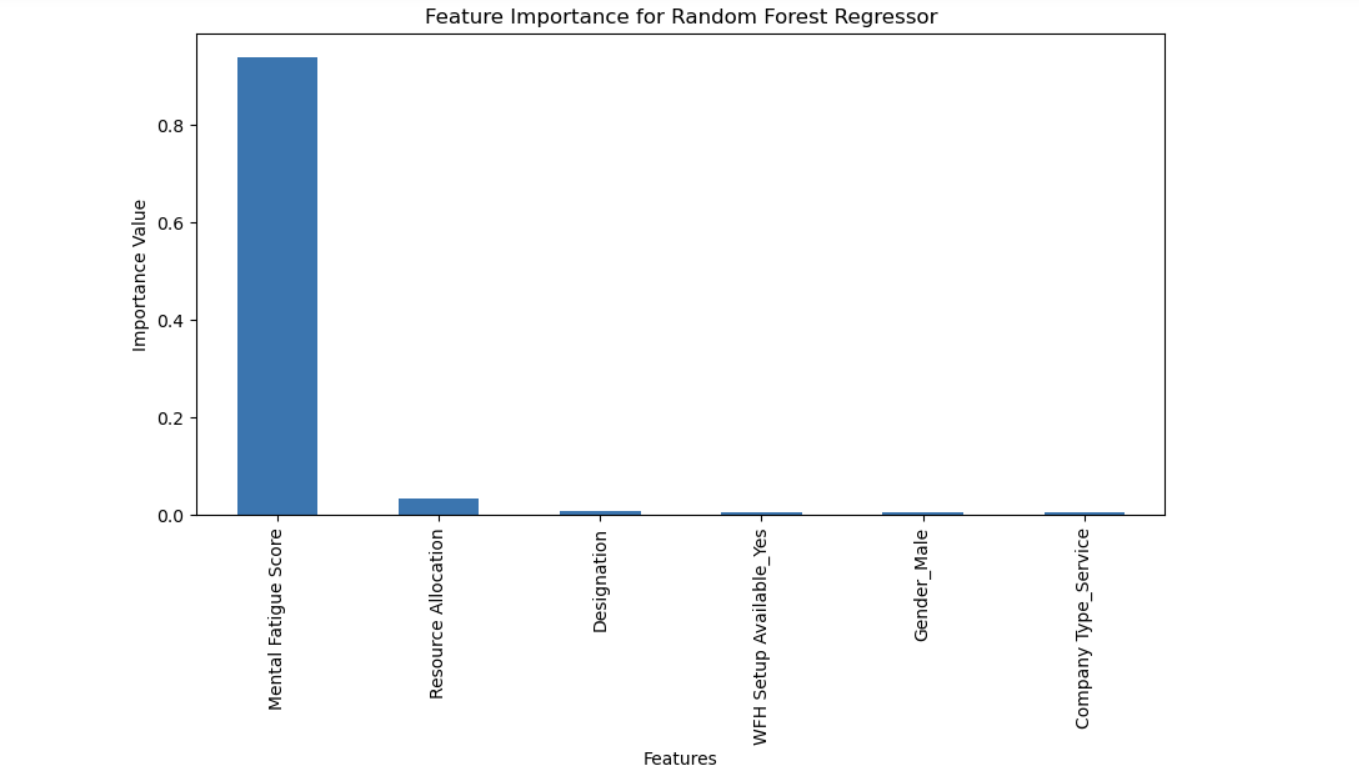 Feature Importance for Random Forest Regressor
Importance Value
0.8
0.6
0.4
0.2
0.0
Mental Fatigue Score
Resource Allocation
Designation
WFH Setup Available_Yes
Gender_Male
Company Type_Service
Features